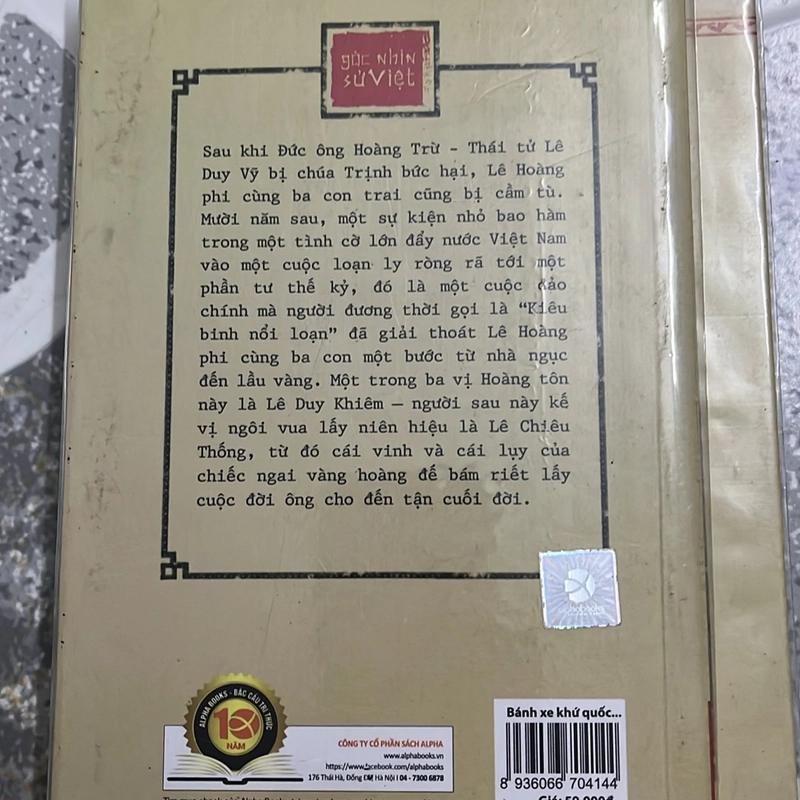 góc nhìn
sử Việt
Sau khi Đức ông Hoàng Trừ - Thái tử Lê
Duy Vỹ bị chúa Trịnh bức hại, Lê Hoàng
phi cùng ba con trai cũng bị cầm tù.
Mười năm sau, một sự kiện nhỏ bao hàm
trong một tình cờ lớn đẩy nước Việt Nam
vào một cuộc loạn ly ròng rã tới một
phần tư thế kỷ, đó là một cuộc đảo
chính mà người đương thời gọi là “Kiêu
binh nổi loạn” đã giải thoát Lê Hoàng
phi cùng ba con một bước từ nhà ngục
đến lầu vàng. Một trong ba vị Hoàng tôn
này là Lê Duy Khiêm — người sau này kế
vị ngôi vua lấy niên hiệu là Lê Chiêu
Thống, từ đó cái vinh và cái lụy của
chiếc ngai vàng hoàng đế bám riết lấy
cuộc đời ông cho đến tận cuối đời.
alphabooks
ALPHA BOOKS - BẮC CẦU TRI THỨC
10
NĂM
CÔNG TY CỔ PHẦN SÁCH ALPHA
www.alphabooks.vn
https://www.facebook.com/alphabooks
176 Thái Hà, Đống Đa, Hà Nội | 04 - 7300 6878
Bánh xe khứ quốc...
8 936066 704144
Giá: 59.000đ